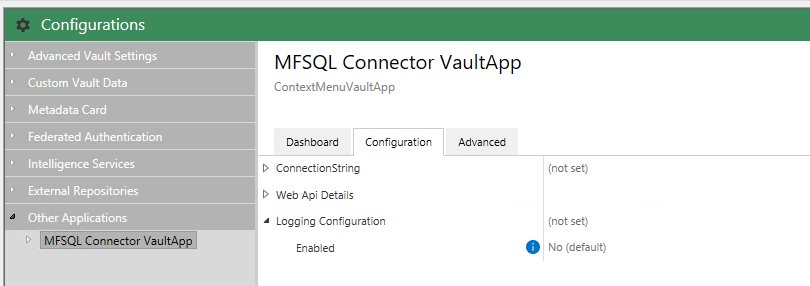 Configurations
Advanced Vault Settings
Custom Vault Data
Metadata Card
Federated Authentication
Intelligence Services
External Repositories
Other Applications
MFSQL Connector VaultApp
MFSQL Connector VaultApp
ContextMenuVaultApp
Dashboard Configuration Advanced
ConnectionString (not set)
Web Api Details
Logging Configuration (not set)
Enabled No (default)